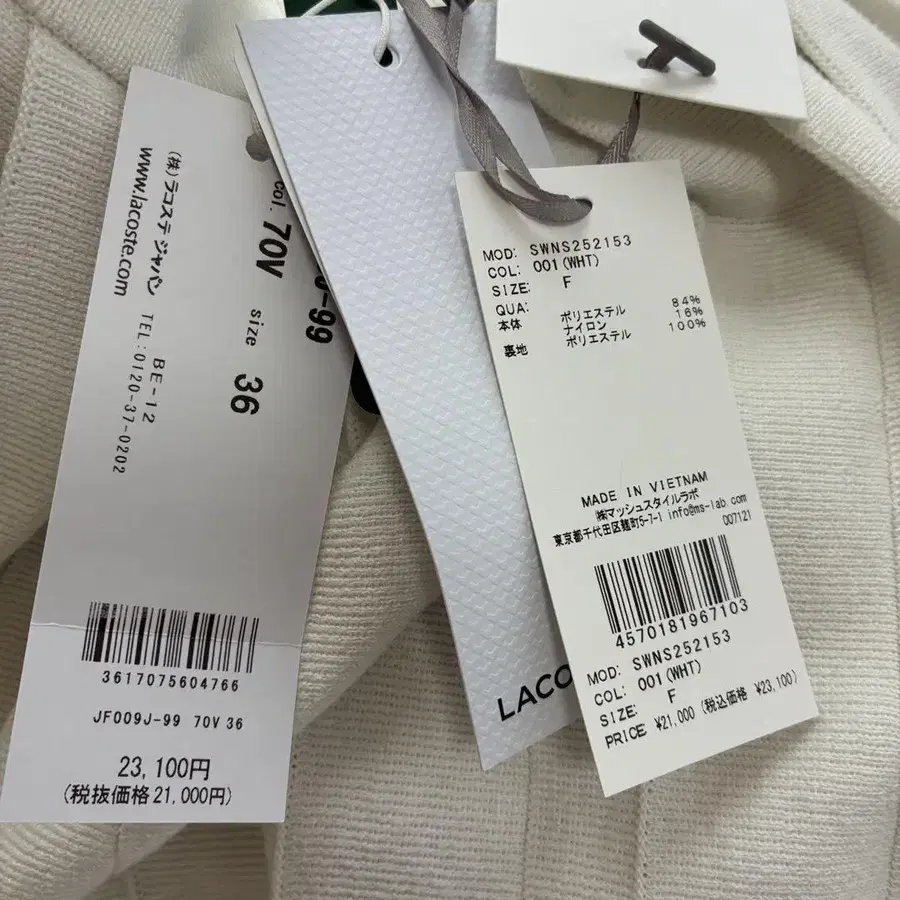 (株)ラコステ ジャパン BE-12
www.lacoste.com TEL:0120-37-0202
-99
col. 70V size 36
3617075604766
JF009J-99 70V 36
23,100円
(税抜価格21,000円)
LACO
MOD: SWNS252153
COL: 001(WHT)
SIZE: F
QUA:
本体 ポリエステル 84%
ナイロン 16%
裏地 ポリエステル 100%
MADE IN VIETNAM
㈱マッシュスタイルラボ
東京都千代田区麹町5-7-1 info@ms-lab.com
007121
4570181967103
MOD: SWNS252153
COL: 001(WHT)
SIZE: F
PRICE ¥21,000 (税込価格 ¥23,100)